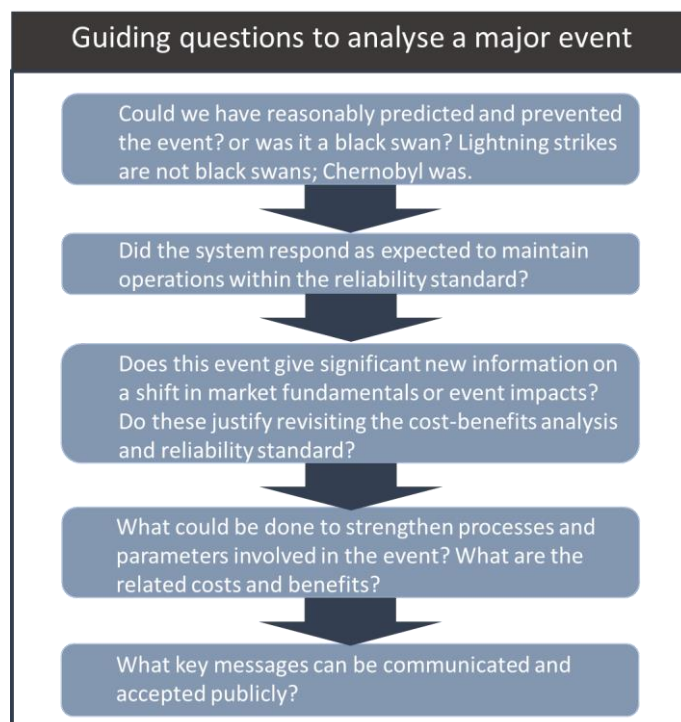 Guiding questions to analyse a major event
Could we have reasonably predicted and prevented
the event? or was it a black swan? Lightning strikes
are not black swans; Chernobyl was.
Did the system respond as expected to maintain
operations within the reliability standard?
Does this event give significant new information on
a shift in market fundamentals or event impacts?
Do these justify revisiting the cost-benefits analysis
and reliability standard?
What could be done to strengthen processes and
parameters involved in the event? What are the
related costs and benefits?
What key messages can be communicated and
accepted publicly?